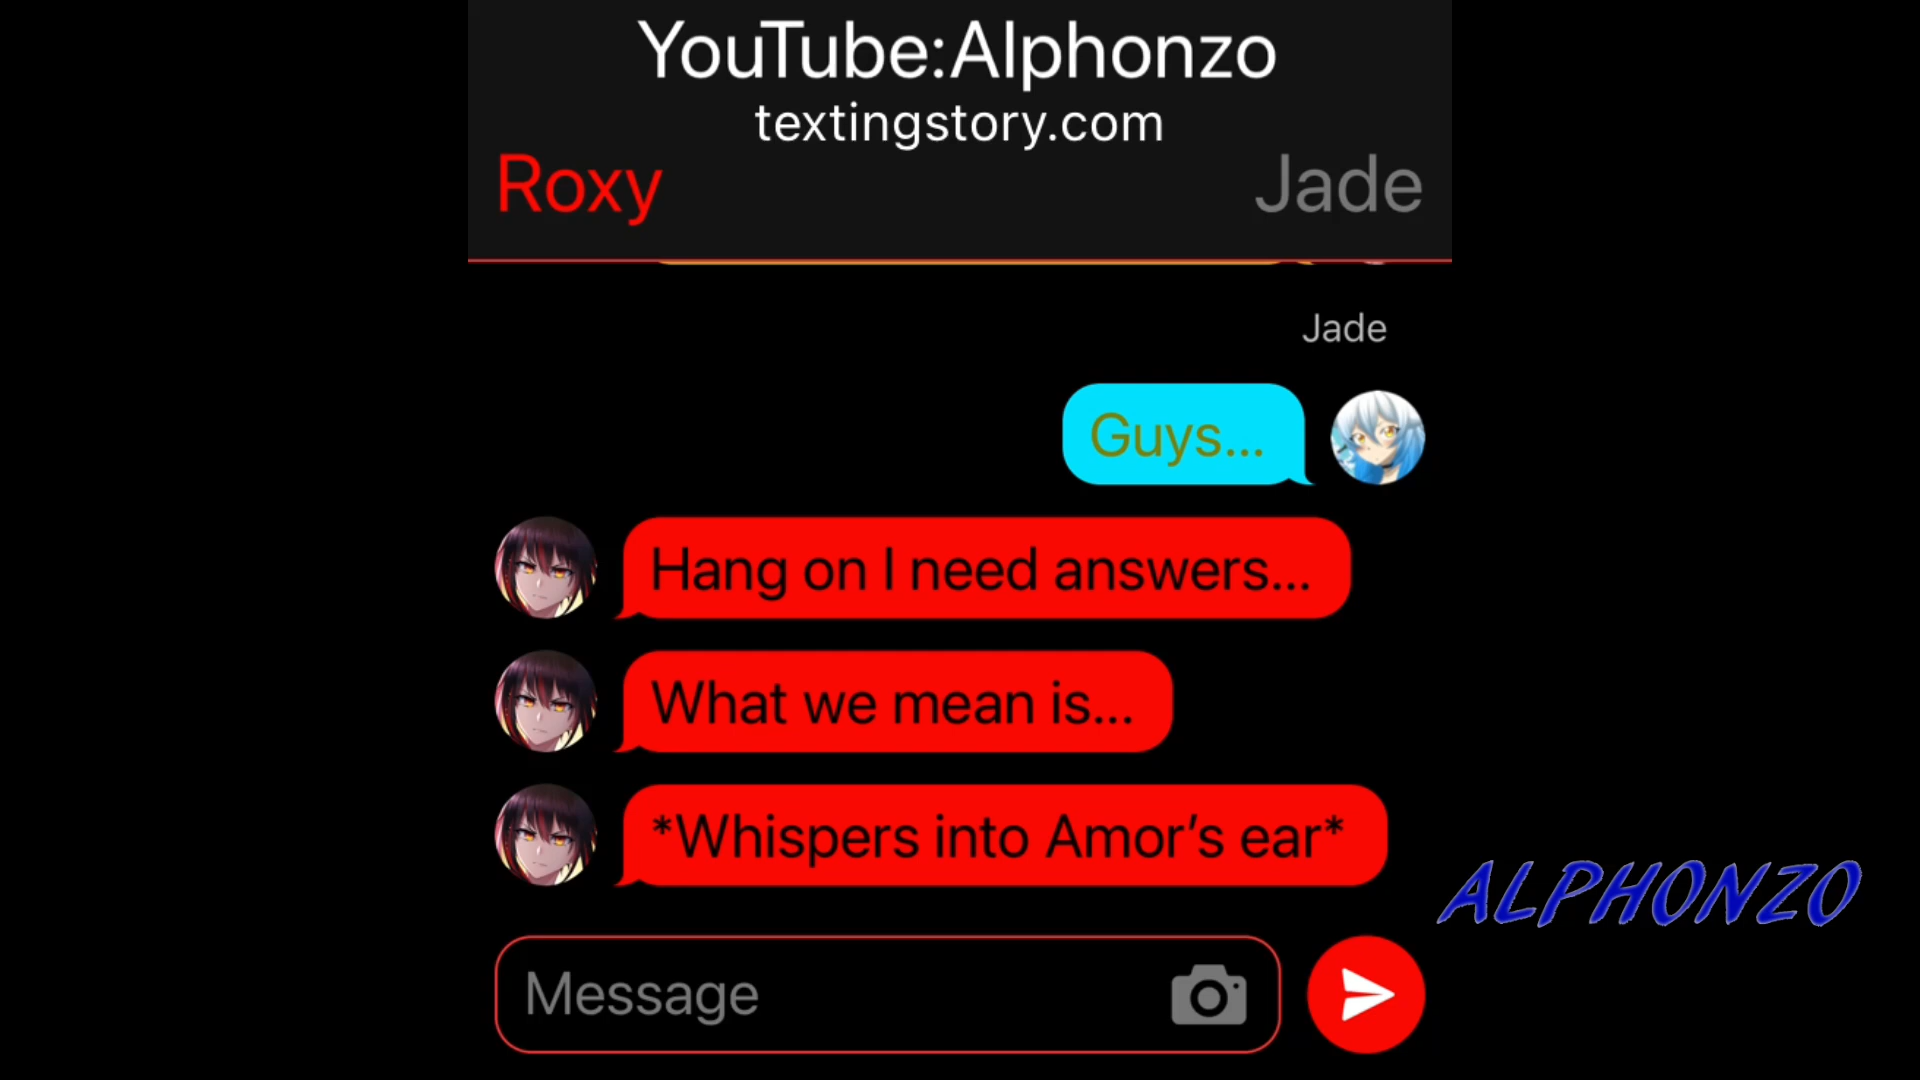 YouTube:Alphonzo
textingstory.com
Roxy
Jade
Jade
Guys...
Hang on I need answers...
What we mean is...
*Whispers into Amor’s ear*
ALPHONZO
Message